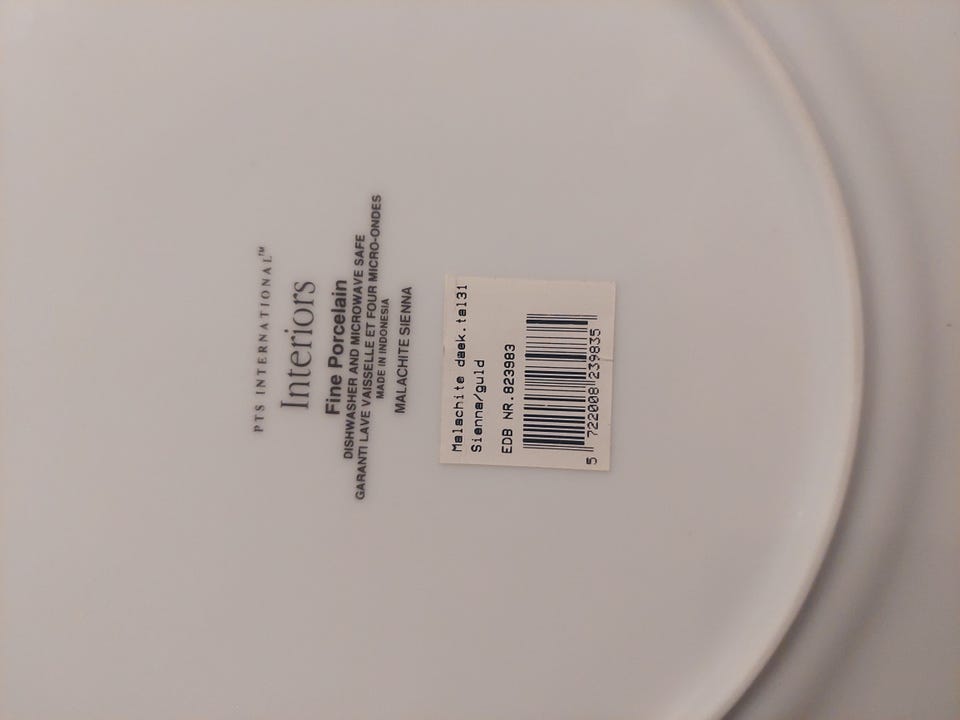 PTS INTERNATIONAL™
Interiors
Fine Porcelain
DISHWASHER AND MICROWAVE SAFE
GARANTI LAVE VAISSELLE ET FOUR MICRO-ONDES
MADE IN INDONESIA
MALACHITE SIENNA
Malachite dæk.tal31
Sienna/guld
EDB NR.823983
5 722008 239835